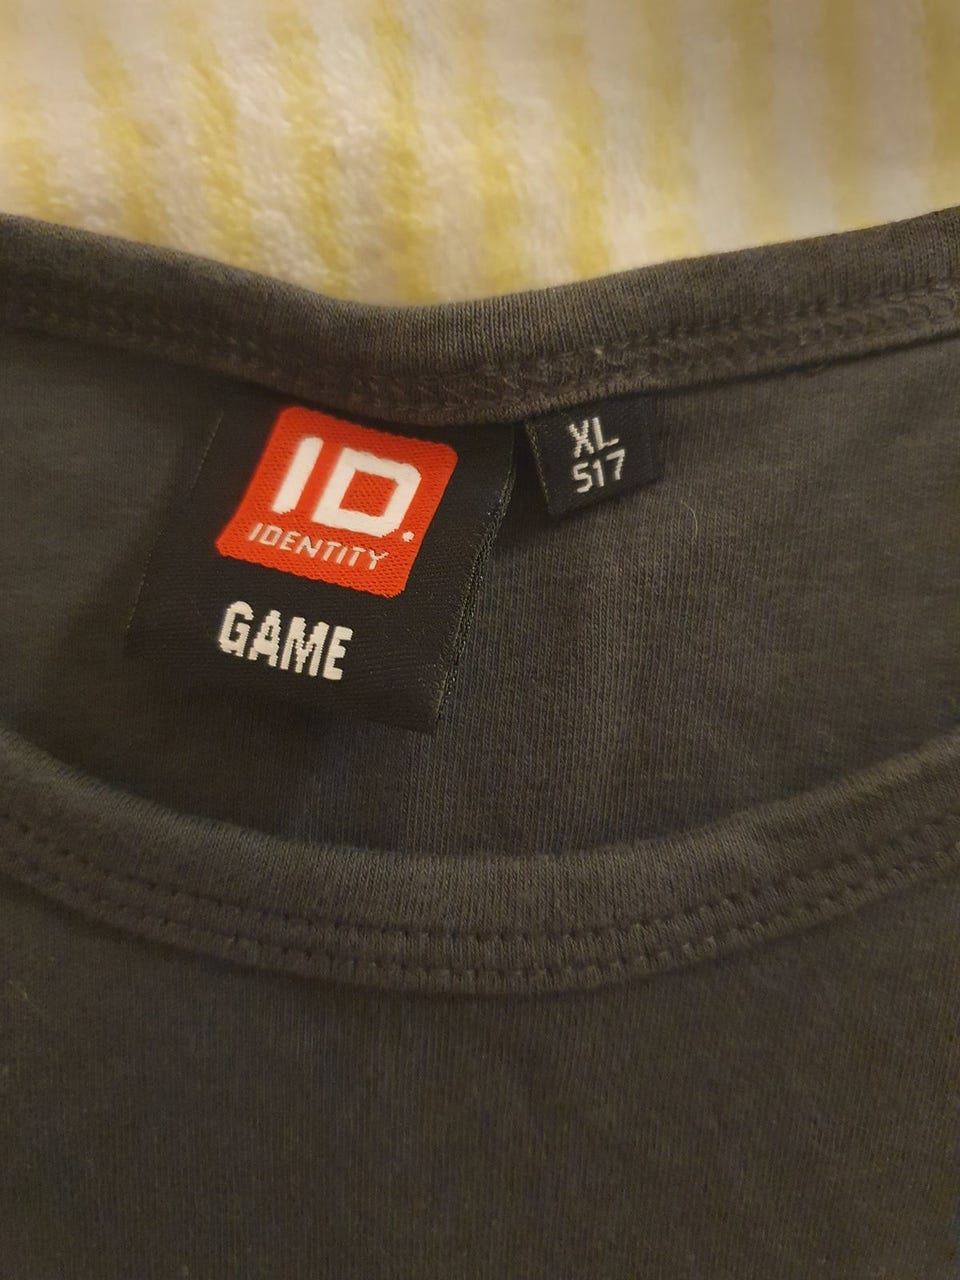 ID.
IDENTITY
GAME
XL
517